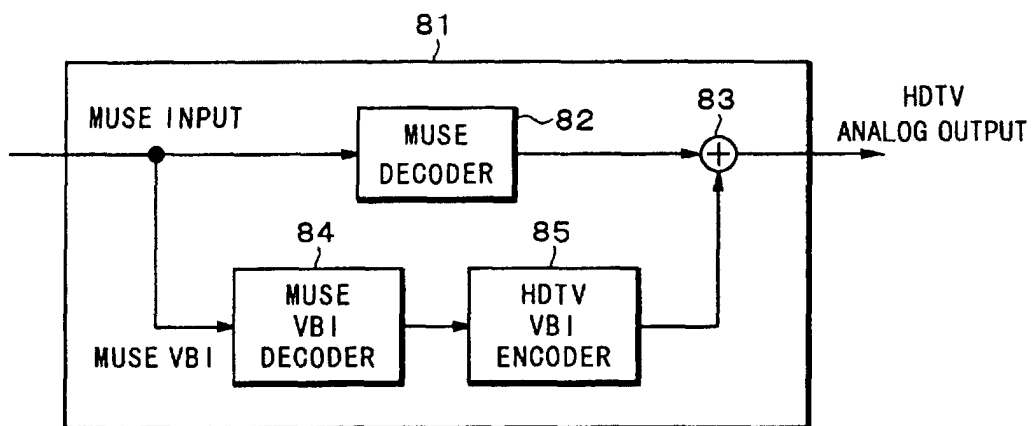 81
MUSE INPUT
MUSE
DECODER
82
83
HDTV
ANALOG OUTPUT
84
MUSE
VBI
DECODER
85
HDTV
VBI
ENCODER
MUSE VBI